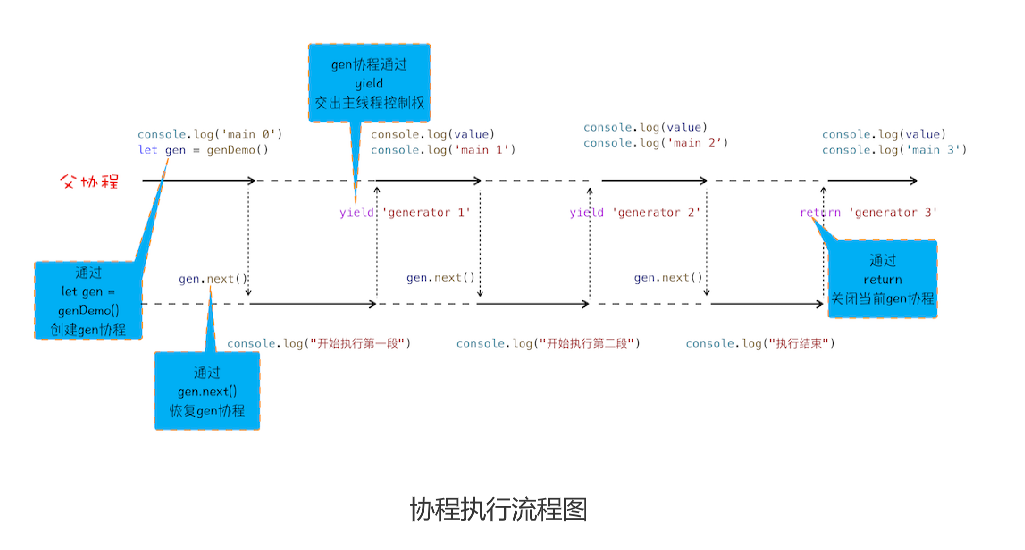 gen协程通过
yield
交出主线程控制权
console.log('main 0')
let gen = genDemo()
console.log(value)
console.log('main 1')
console.log(value)
console.log('main 2')
console.log(value)
console.log('main 3')
父协程
yield 'generator 1'
yield 'generator 2'
return 'generator 3'
通过
let gen =
genDemo()
创建gen协程
gen.next()
gen.next()
gen.next()
通过
return
关闭当前gen协程
console.log("开始执行第一段")
console.log("开始执行第二段")
console.log("执行结束")
通过
gen.next()
恢复gen协程
协程执行流程图